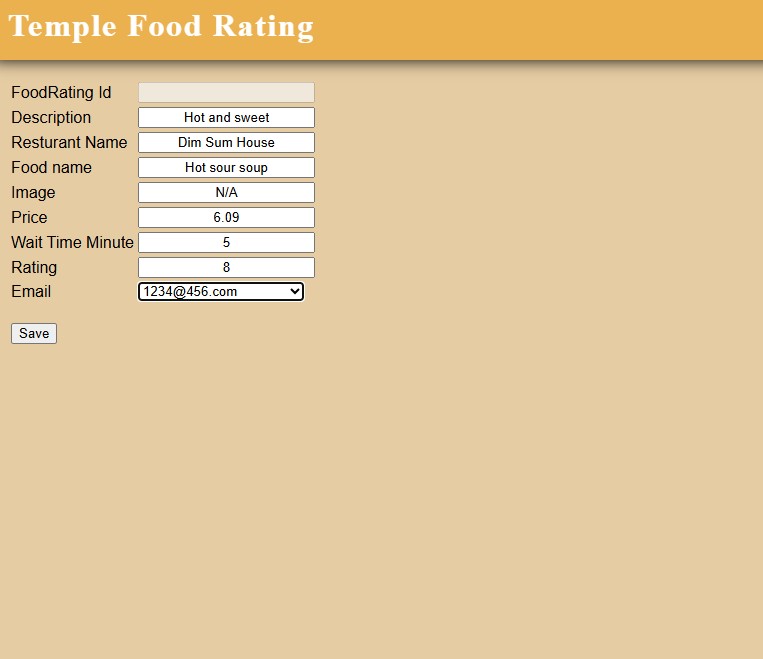 Temple Food Rating
FoodRating Id
Description Hot and sweet
Resturant Name Dim Sum House
Food name Hot sour soup
Image N/A
Price 6.09
Wait Time Minute 5
Rating 8
Email 1234@456.com
Save